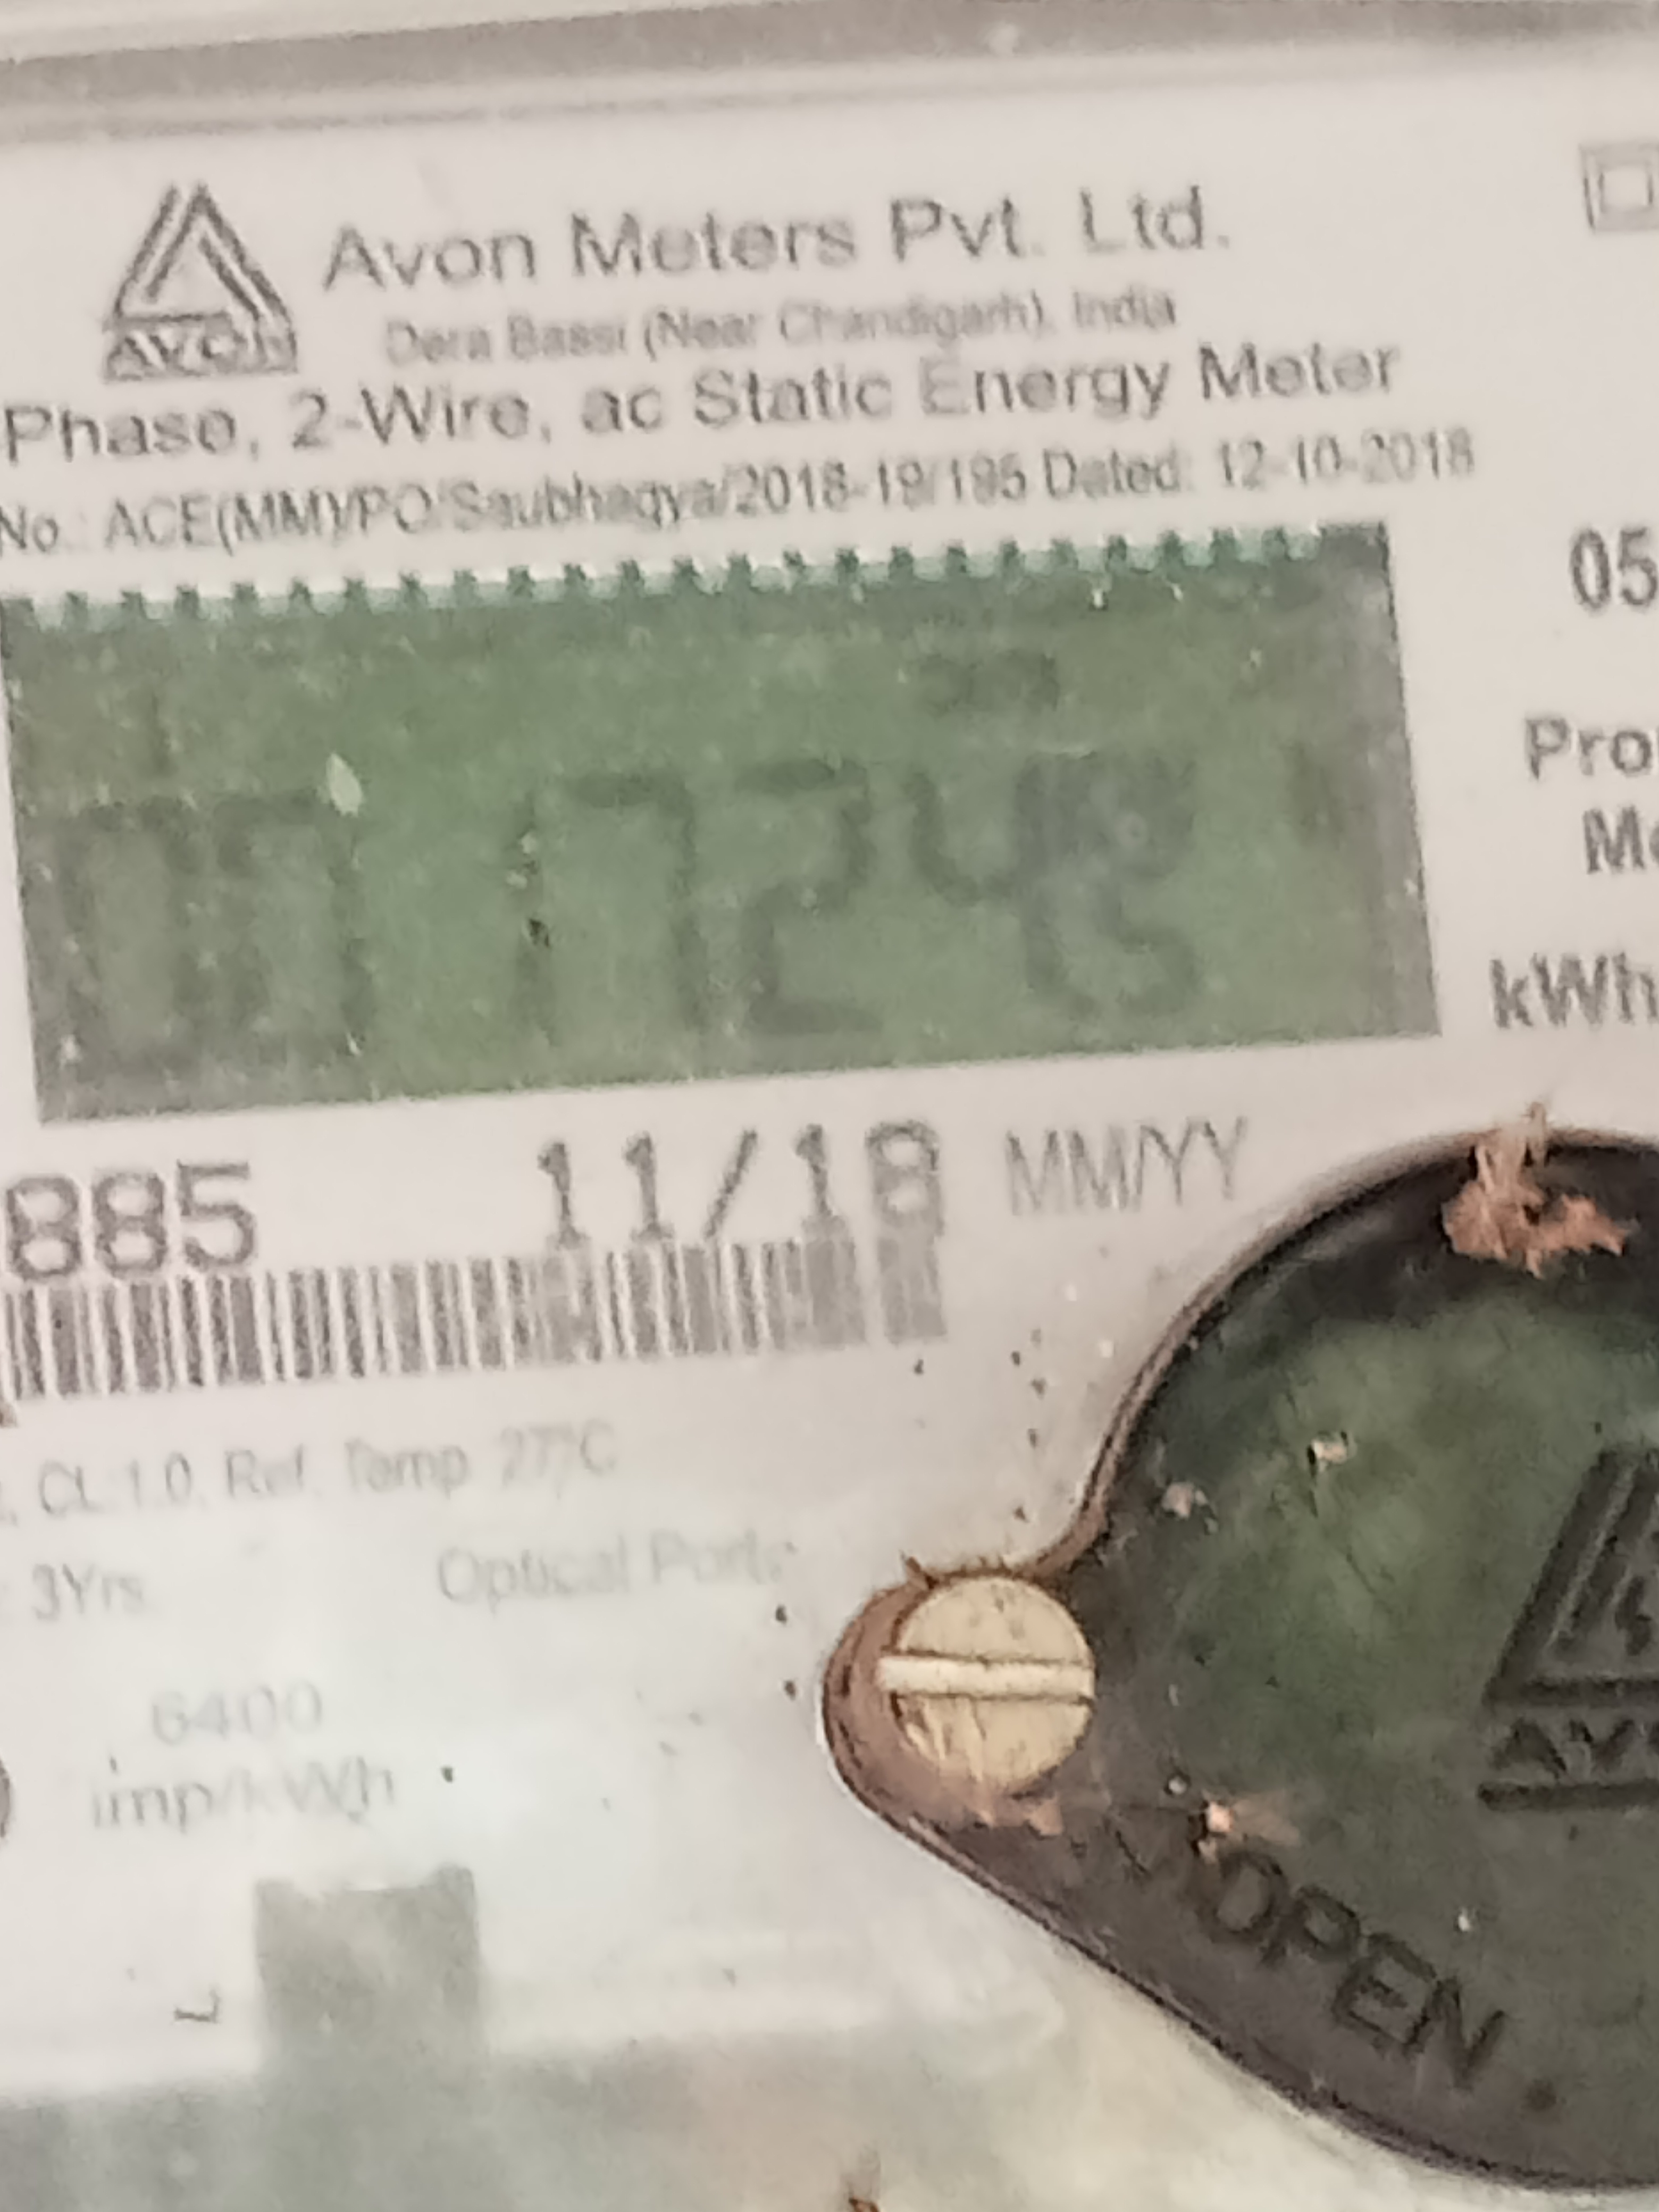 AVON
Avon Meters Pvt. Ltd.
Dera Bassi (Near Chandigarh), India
Phase, 2-Wire, ac Static Energy Meter
No.: ACE(MM)/PO/Saubhagya/2018-19/195 Dated: 12-10-2018
05
kWh
885 11/18 MM/YY
CL 1.0, Ref. Temp 27°C
3Yrs Optical Port:
6400
imp/kWh
OPEN